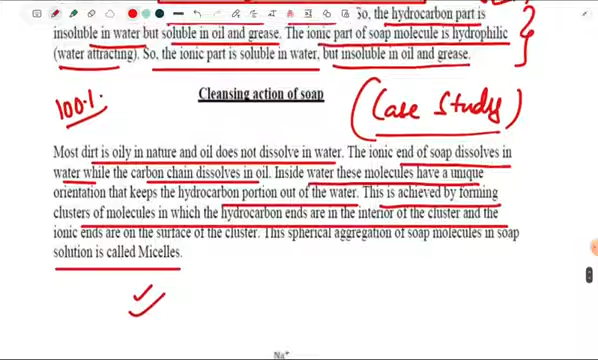 So, the hydrocarbon part is
insoluble in water but soluble in oil and grease. The ionic part of soap molecule is hydrophilic
(water attracting). So, the ionic part is soluble in water, but insoluble in oil and grease.
100%.
Cleansing action of soap
(Case Study)
Most dirt is oily in nature and oil does not dissolve in water. The ionic end of soap dissolves in
water while the carbon chain dissolves in oil. Inside water these molecules have a unique
orientation that keeps the hydrocarbon portion out of the water. This is achieved by forming
clusters of molecules in which the hydrocarbon ends are in the interior of the cluster and the
ionic ends are on the surface of the cluster. This spherical aggregation of soap molecules in soap
solution is called Micelles.
Na⁺